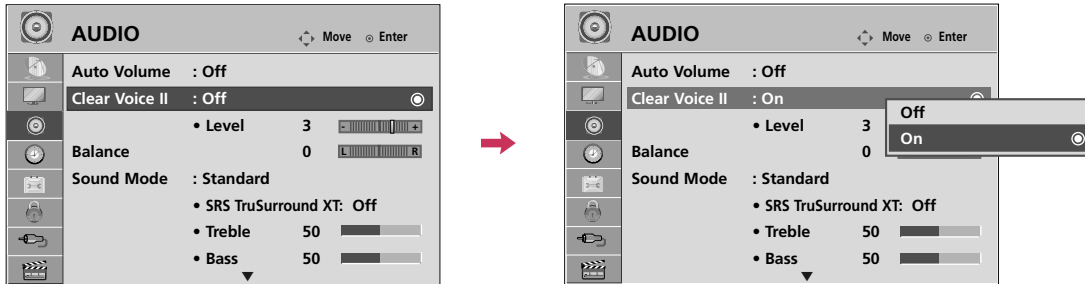 AUDIO Move Enter
Auto Volume : Off
Clear Voice II : Off
• Level 3 - +
Balance 0 L R
Sound Mode : Standard
• SRS TruSurround XT: Off
• Treble 50
• Bass 50
AUDIO Move Enter
Auto Volume : Off
Clear Voice II : On
• Level 3
Balance 0
Sound Mode : Standard
• SRS TruSurround XT: Off
• Treble 50
• Bass 50
Off
On